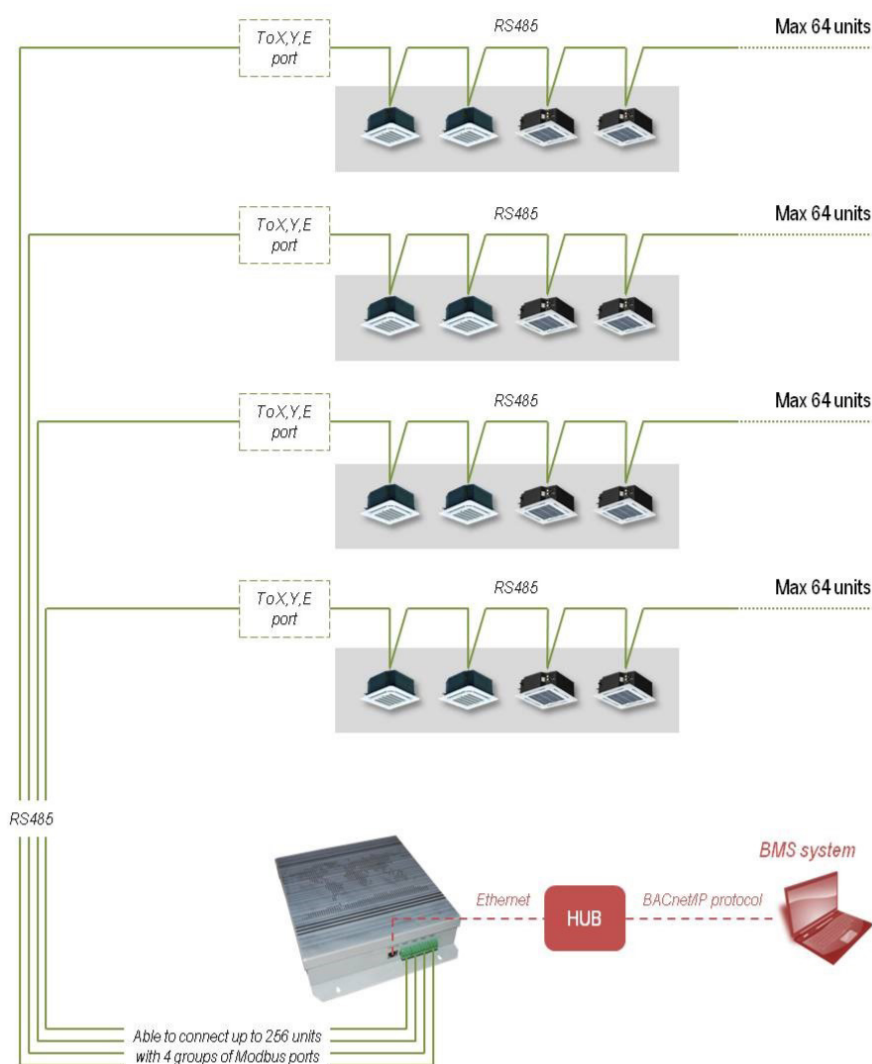 RS485
Max 64 units
To X,Y,E
port
RS485
Max 64 units
To X,Y,E
port
RS485
Max 64 units
To X,Y,E
port
RS485
Max 64 units
To X,Y,E
port
RS485
BMS system
Ethernet
HUB
BACnet/IP protocol
Able to connect up to 256 units
with 4 groups of Modbus ports